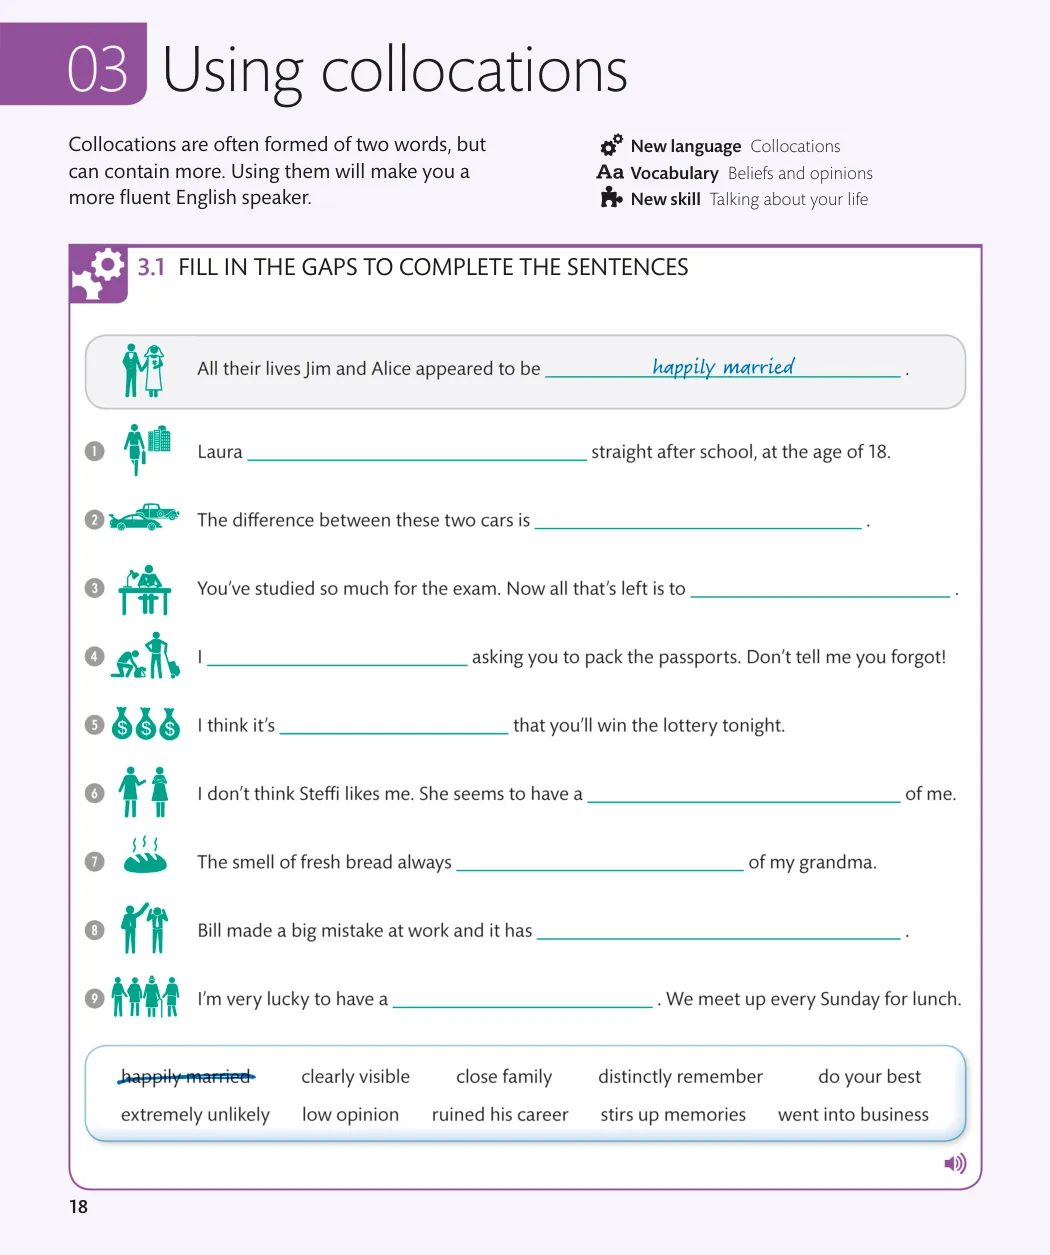 03 Using collocations
Collocations are often formed of two words, but
can contain more. Using them will make you a
more fluent English speaker.
New language Collocations
Aa Vocabulary Beliefs and opinions
New skill Talking about your life
3.1 FILL IN THE GAPS TO COMPLETE THE SENTENCES
All their lives Jim and Alice appeared to be happily married .
1 Laura ______ straight after school, at the age of 18.
2 The difference between these two cars is ______ .
3 You’ve studied so much for the exam. Now all that’s left is to ______ .
4 I ______ asking you to pack the passports. Don’t tell me you forgot!
5 $ $ $ I think it’s ______ that you’ll win the lottery tonight.
6 I don’t think Steffi likes me. She seems to have a ______ of me.
7 The smell of fresh bread always ______ of my grandma.
8 Bill made a big mistake at work and it has ______ .
9 I’m very lucky to have a ______ . We meet up every Sunday for lunch.
happily married clearly visible close family distinctly remember do your best
extremely unlikely low opinion ruined his career stirs up memories went into business
18